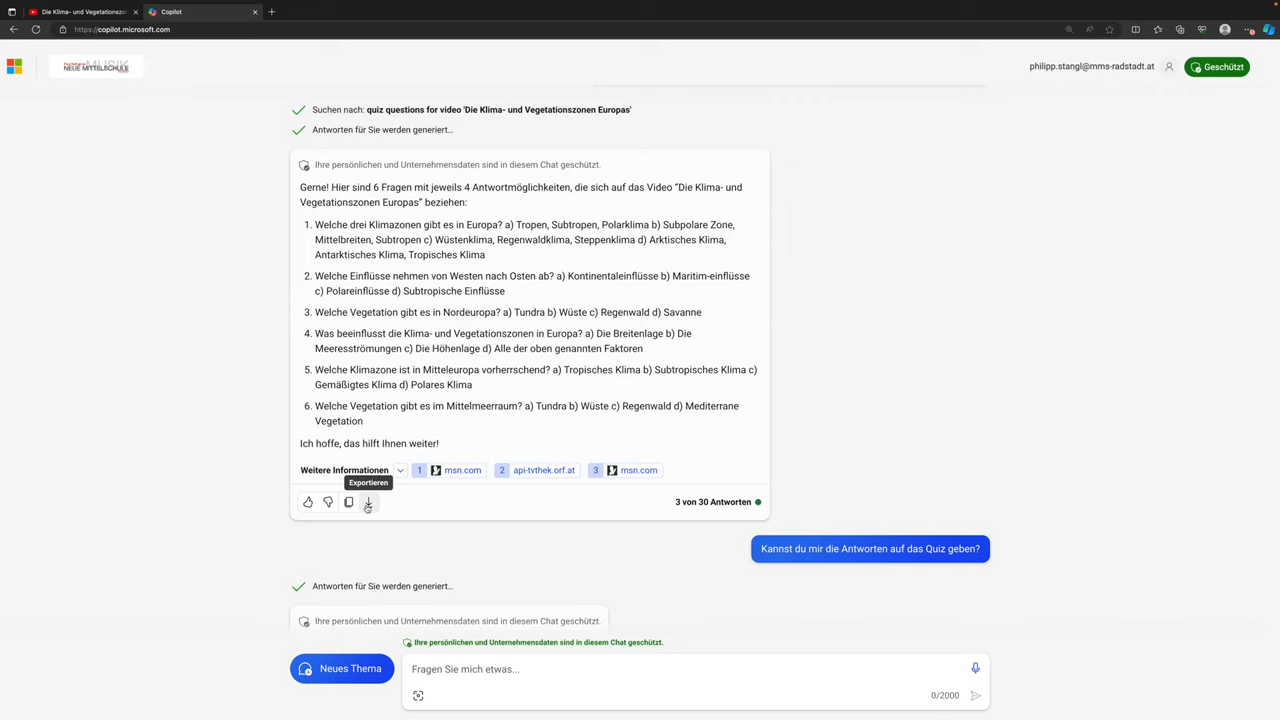 Die Klima- und Vegetationszon
Copilot
https://copilot.microsoft.com
MUSIK
NEUE MITTELSCHULE
philipp.stangl@mms-radstadt.at
Geschützt
Suchen nach: quiz questions for video 'Die Klima- und Vegetationszonen Europas'
Antworten für Sie werden generiert...
Ihre persönlichen und Unternehmensdaten sind in diesem Chat geschützt.
Gerne! Hier sind 6 Fragen mit jeweils 4 Antwortmöglichkeiten, die sich auf das Video "Die Klima- und
Vegetationszonen Europas" beziehen:
1. Welche drei Klimazonen gibt es in Europa? a) Tropen, Subtropen, Polarklima b) Subpolare Zone,
Mittelbreiten, Subtropen c) Wüstenklima, Regenwaldklima, Steppenklima d) Arktisches Klima,
Antarktisches Klima, Tropisches Klima
2. Welche Einflüsse nehmen von Westen nach Osten ab? a) Kontinentaleinflüsse b) Maritim-einflüsse
c) Polareinflüsse d) Subtropische Einflüsse
3. Welche Vegetation gibt es in Nordeuropa? a) Tundra b) Wüste c) Regenwald d) Savanne
4. Was beeinflusst die Klima- und Vegetationszonen in Europa? a) Die Breitenlage b) Die
Meeresströmungen c) Die Höhenlage d) Alle der oben genannten Faktoren
5. Welche Klimazone ist in Mitteleuropa vorherrschend? a) Tropisches Klima b) Subtropisches Klima c)
Gemäßigtes Klima d) Polares Klima
6. Welche Vegetation gibt es im Mittelmeerraum? a) Tundra b) Wüste c) Regenwald d) Mediterrane
Vegetation
Ich hoffe, das hilft Ihnen weiter!
Weitere Informationen 1 msn.com 2 api-tvthek.orf.at 3 msn.com
Exportieren
3 von 30 Antworten
Kannst du mir die Antworten auf das Quiz geben?
Antworten für Sie werden generiert...
Ihre persönlichen und Unternehmensdaten sind in diesem Chat geschützt.
Ihre persönlichen und Unternehmensdaten sind in diesem Chat geschützt.
Neues Thema
Fragen Sie mich etwas...
0/2000